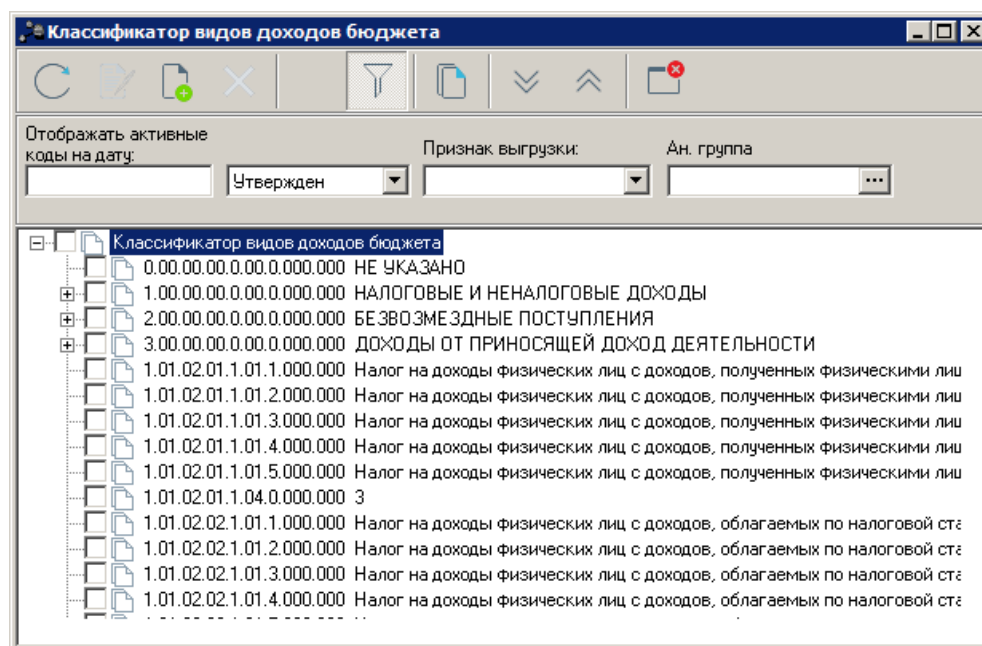 Классификатор видов доходов бюджета
Отображать активные
коды на дату:
Признак выгрузки:
Ан. группа
Утвержден
...
Классификатор видов доходов бюджета
0.00.00.00.0.00.0.000.000 НЕ УКАЗАНО
1.00.00.00.0.00.0.000.000 НАЛОГОВЫЕ И НЕНАЛОГОВЫЕ ДОХОДЫ
2.00.00.00.0.00.0.000.000 БЕЗВОЗМЕЗДНЫЕ ПОСТУПЛЕНИЯ
3.00.00.00.0.00.0.000.000 ДОХОДЫ ОТ ПРИНОСЯЩЕЙ ДОХОД ДЕЯТЕЛЬНОСТИ
1.01.02.01.1.01.1.000.000 Налог на доходы физических лиц с доходов, полученных физическими лиц
1.01.02.01.1.01.2.000.000 Налог на доходы физических лиц с доходов, полученных физическими лиц
1.01.02.01.1.01.3.000.000 Налог на доходы физических лиц с доходов, полученных физическими лиц
1.01.02.01.1.01.4.000.000 Налог на доходы физических лиц с доходов, полученных физическими лиц
1.01.02.01.1.01.5.000.000 Налог на доходы физических лиц с доходов, полученных физическими лиц
1.01.02.01.1.04.0.000.000 3
1.01.02.02.1.01.1.000.000 Налог на доходы физических лиц с доходов, облагаемых по налоговой ста
1.01.02.02.1.01.2.000.000 Налог на доходы физических лиц с доходов, облагаемых по налоговой ста
1.01.02.02.1.01.3.000.000 Налог на доходы физических лиц с доходов, облагаемых по налоговой ста
1.01.02.02.1.01.4.000.000 Налог на доходы физических лиц с доходов, облагаемых по налоговой ста